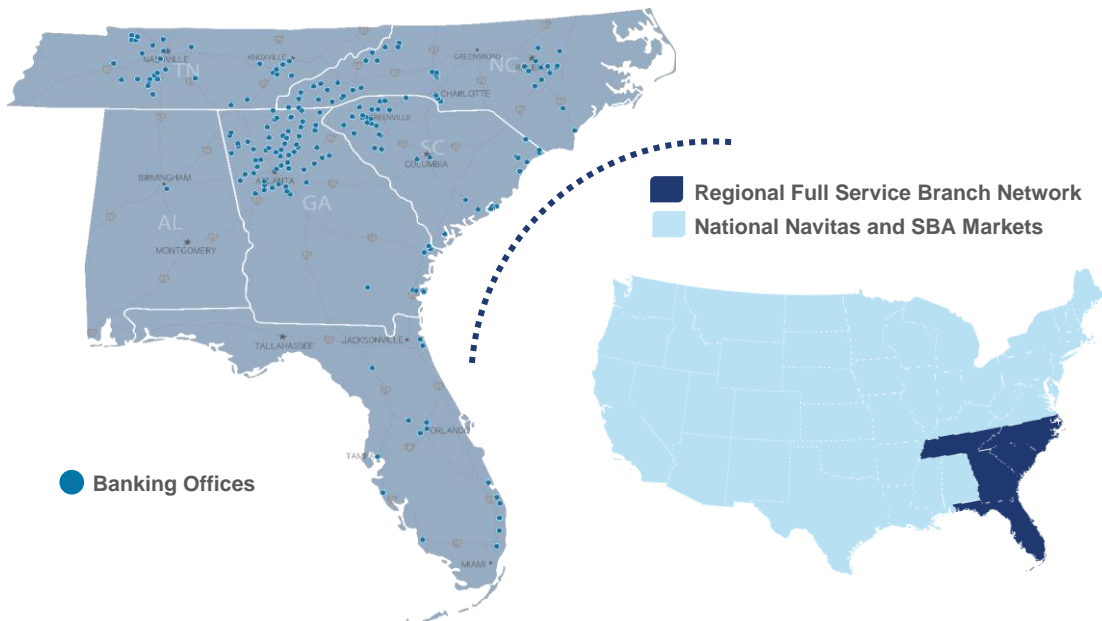 NASHVILLE
TN
KNOXVILLE
GREENSBORO
NC
CHARLOTTE
GREENVILLE
SC
COLUMBIA
BIRMINGHAM
ATLANTA
GA
AL
MONTGOMERY
Regional Full Service Branch Network
National Navitas and SBA Markets
TALLAHASSEE
JACKSONVILLE
ORLANDO
TAMPA
Banking Offices
MIAMI